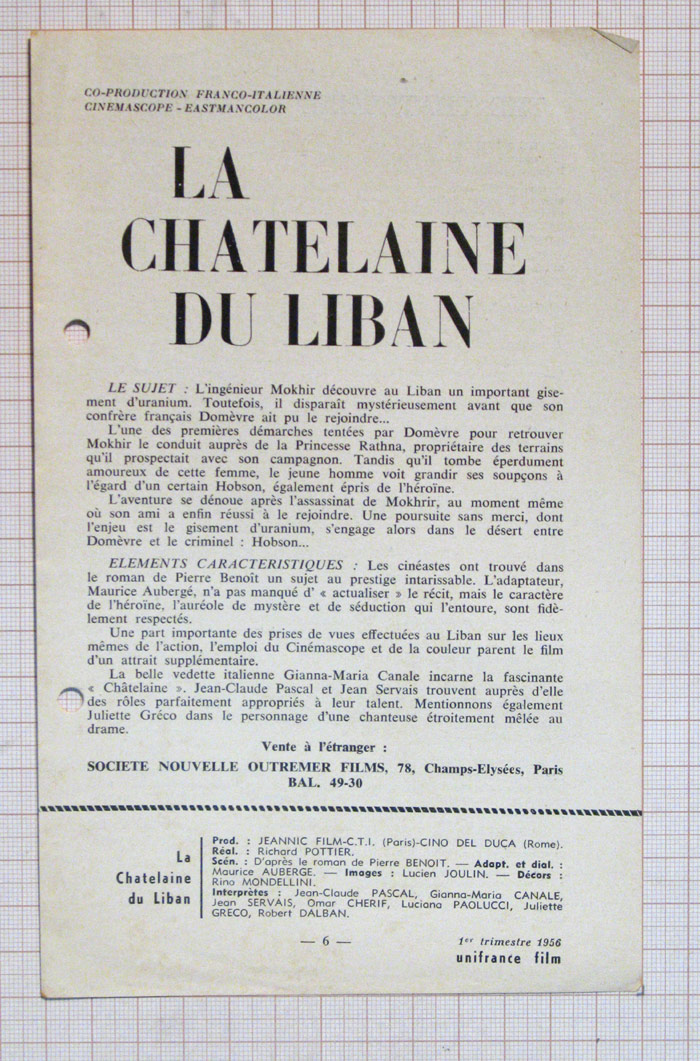 CO-PRODUCTION FRANCO-ITALIENNE
CINEMASCOPE - EASTMANCOLOR
LA
CHATELAINE
DU LIBAN
LE SUJET : L'ingénieur Mokhir découvre au Liban un important gise-
ment d'uranium. Toutefois, il disparaît mystérieusement avant que son
confrère français Domèvre ait pu le rejoindre...
L'une des premières démarches tentées par Domèvre pour retrouver
Mokhir le conduit auprès de la Princesse Rathna, propriétaire des terrains
qu'il prospectait avec son campagnon. Tandis qu'il tombe éperdument
amoureux de cette femme, le jeune homme voit grandir ses soupçons à
l'égard d'un certain Hobson, également épris de l'héroïne.
L'aventure se dénoue après l'assassinat de Mokhrir, au moment même
où son ami a enfin réussi à le rejoindre. Une poursuite sans merci, dont
l'enjeu est le gisement d'uranium, s'engage alors dans le désert entre
Domèvre et le criminel : Hobson...
ELEMENTS CARACTERISTIQUES : Les cinéastes ont trouvé dans
le roman de Pierre Benoît un sujet au prestige intarissable. L'adaptateur,
Maurice Aubergé, n'a pas manqué d' « actualiser » le récit, mais le caractère
de l'héroïne, l'auréole de mystère et de séduction qui l'entoure, sont fidè-
lement respectés.
Une part importante des prises de vues effectuées au Liban sur les lieux
mêmes de l'action, l'emploi du Cinémascope et de la couleur parent le film
d'un attrait supplémentaire.
La belle vedette italienne Gianna-Maria Canale incarne la fascinante
« Châtelaine ». Jean-Claude Pascal et Jean Servais trouvent auprès d'elle
des rôles parfaitement appropriés à leur talent. Mentionnons également
Juliette Gréco dans le personnage d'une chanteuse étroitement mêlée au
drame.
Vente à l'étranger :
SOCIETE NOUVELLE OUTREMER FILMS, 78, Champs-Elysées, Paris
BAL. 49-30
La
Chatelaine
du Liban
Prod. : JEANNIC FILM-C.T.I. (Paris)-CINO DEL DUCA (Rome).
Réal. : Richard POTTIER.
Scén. : D'après le roman de Pierre BENOIT. — Adapt. et dial. :
Maurice AUBERGE. — Images : Lucien JOULIN. — Décors :
Rino MONDELLINI.
Interprètes : Jean-Claude PASCAL, Gianna-Maria CANALE,
Jean SERVAIS, Omar CHERIF, Luciana PAOLUCCI, Juliette
GRECO, Robert DALBAN.
— 6 —
1er trimestre 1956
unifrance film